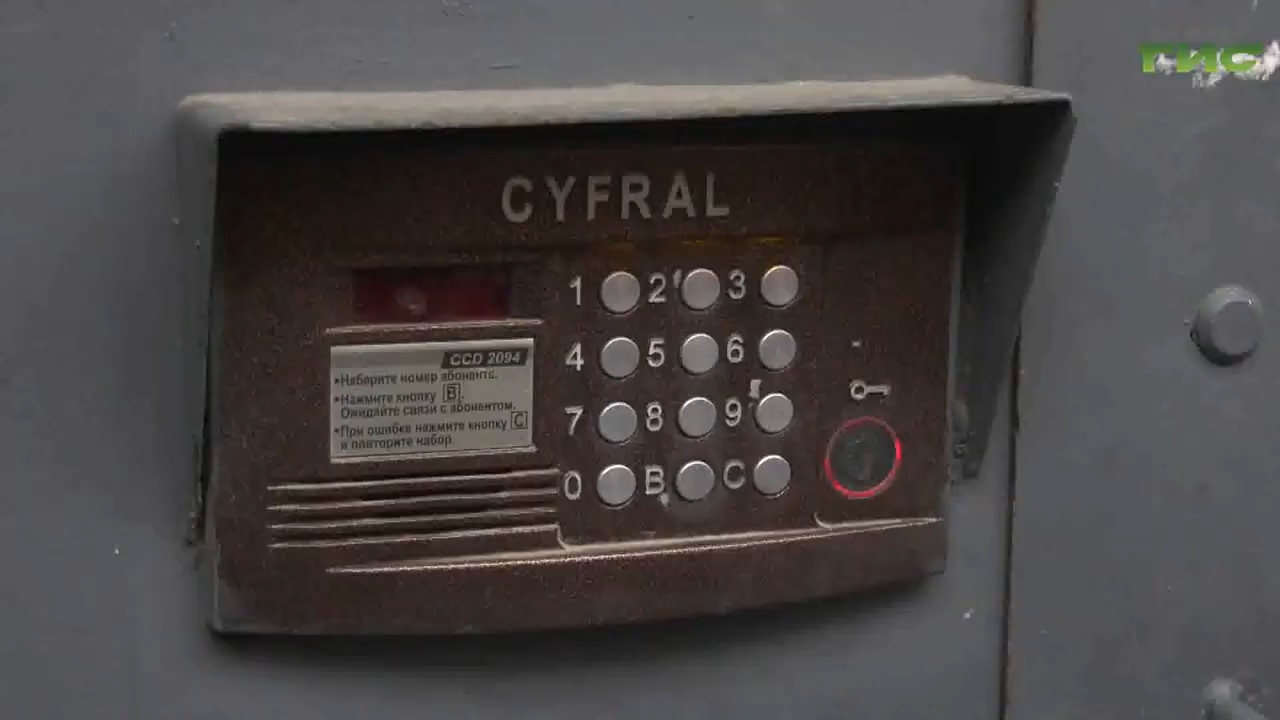 ГИС
CYFRAL
1 2 3
CCD 2094
•Наберите номер абонента.
4 5 6
•Нажмите кнопку B.
Ожидайте связи с абонентом.
•При ошибке нажмите кнопку C
и повторите набор
7 8 9
0 B C